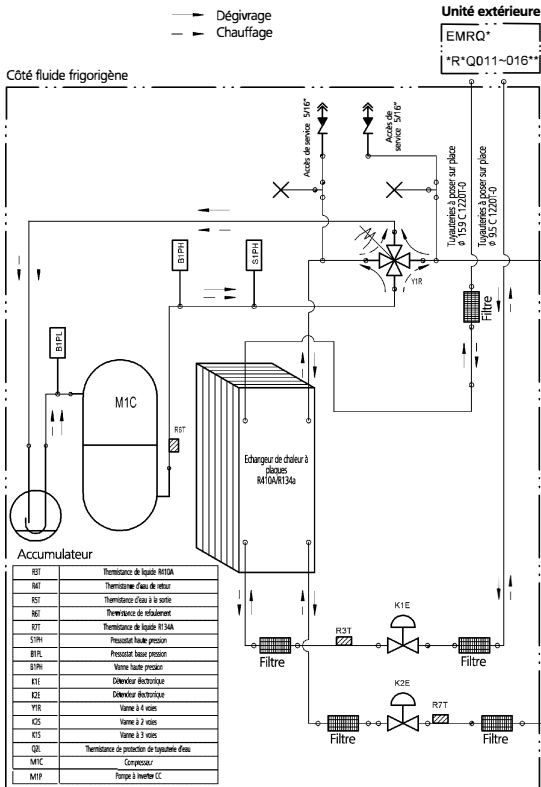 Dégivrage
Chauffage
Unité extérieure
EMRQ*
*R*Q011~016**
Côté fluide frigorigène
Accès de service 5/16"
Accès de
service 5/16"
Tuyauteries à poser sur place
φ 15.9 C 1220T-0
Tuyauteries à poser sur place
φ 9.5 C 1220T-0
B1PH
S1PH
Y1R
Filtre
B1PL
M1C
R6T
Echangeur de chaleur à
plaques
R410A/R134a
Accumulateur
R3T Thermistance de liquide R410A
R4T Thermistance d'eau de retour
R5T Thermistance d'eau à la sortie
R6T Thermistance de refoulement
R7T Thermistance de liquide R134A
S1PH Pressostat haute pression
B1PL Pressostat basse pression
B1PH Vanne haute pression
K1E Détendeur électronique
K2E Détendeur électronique
Y1R Vanne à 4 voies
K2S Vanne à 2 voies
K1S Vanne à 3 voies
Q2L Thermistance de protection de tuyauterie d'eau
M1C Compresseur
M1P Pompe à Inverter CC
K1E
R3T
Filtre
Filtre
K2E
R7T
Filtre
Filtre